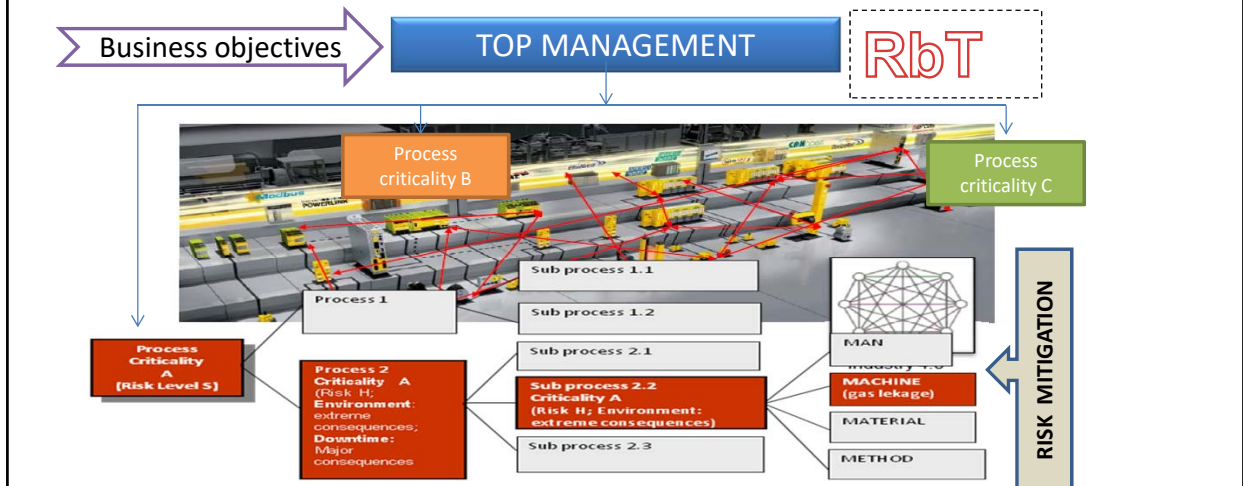 Business objectives
TOP MANAGEMENT
RbT
Process
criticality B
Process
criticality C
Modbus
POWERLINK
CANopen
Sub process 1.1
Process 1
Sub process 1.2
Process
Criticality
A
(Risk Level S)
Process 2
Criticality A
(Risk H;
Environment:
extreme
consequences;
Downtime:
Major
consequences
Sub process 2.1
Sub process 2.2
Criticality A
(Risk H; Environment:
extreme consequences)
Sub process 2.3
MAN
MACHINE
(gas lekage)
MATERIAL
METHOD
RISK MITIGATION